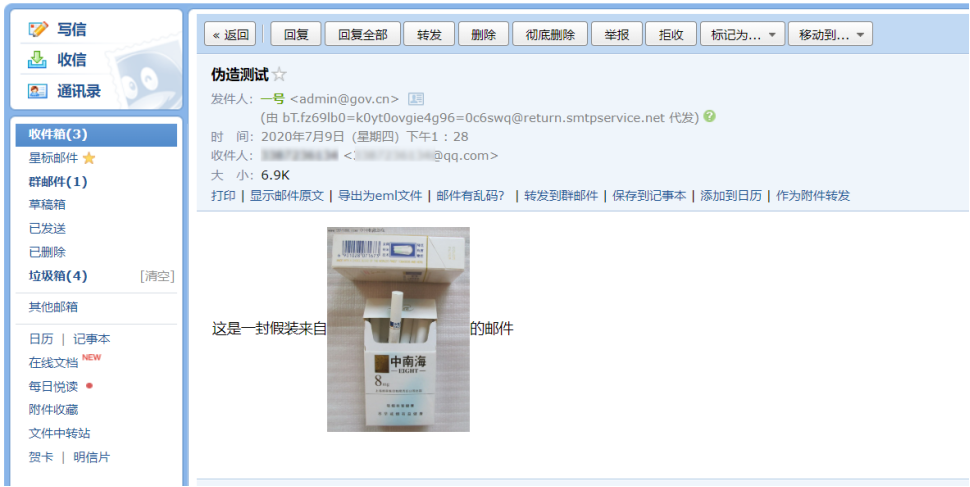 写信
收信
通讯录
收件箱(3)
星标邮件
群邮件(1)
草稿箱
已发送
已删除
垃圾箱(4) [清空]
其他邮箱
日历 | 记事本
在线文档 NEW
每日悦读
附件收藏
文件中转站
贺卡 | 明信片
« 返回 回复 回复全部 转发 删除 彻底删除 举报 拒收 标记为... 移动到...
伪造测试
发件人： 一号 <admin@gov.cn>
(由 bT.fz69lb0=k0yt0ovgie4g96=0c6swq@return.smtpservice.net 代发)
时 间： 2020年7月9日 (星期四) 下午1：28
收件人： @qq.com>
大 小： 6.9K
打印 | 显示邮件原文 | 导出为eml文件 | 邮件有乱码? | 转发到群邮件 | 保存到记事本 | 添加到日历 | 作为附件转发
这是一封假装来自 的邮件
中南海
EIGHT
8mg